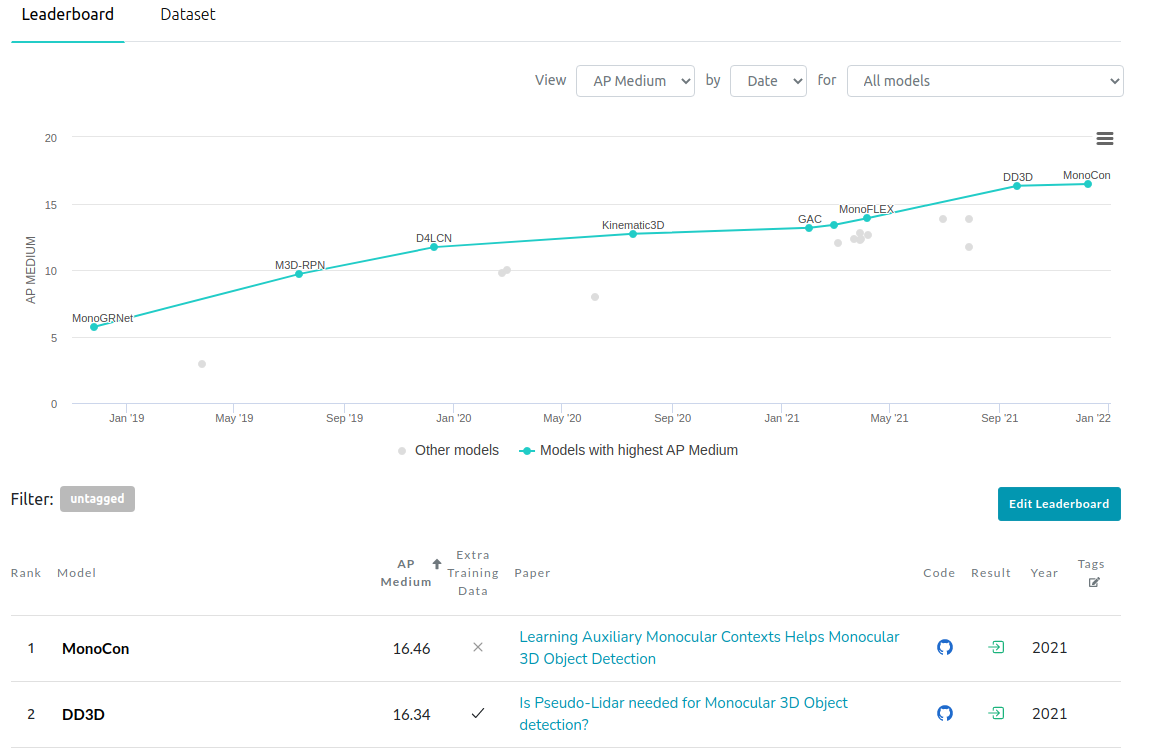 Leaderboard Dataset
View AP Medium by Date for All models
20
15
10
5
0
AP MEDIUM
MonoGRNet
M3D-RPN
D4LCN
Kinematic3D
GAC
MonoFLEX
DD3D
MonoCon
Jan '19 May '19 Sep '19 Jan '20 May '20 Sep '20 Jan '21 May '21 Sep '21 Jan '22
Other models Models with highest AP Medium
Filter: untagged
Edit Leaderboard
Rank Model AP Medium Extra Training Data Paper Code Result Year Tags
1 MonoCon 16.46 Learning Auxiliary Monocular Contexts Helps Monocular 2021
3D Object Detection
2 DD3D 16.34 Is Pseudo-Lidar needed for Monocular 3D Object 2021
detection?